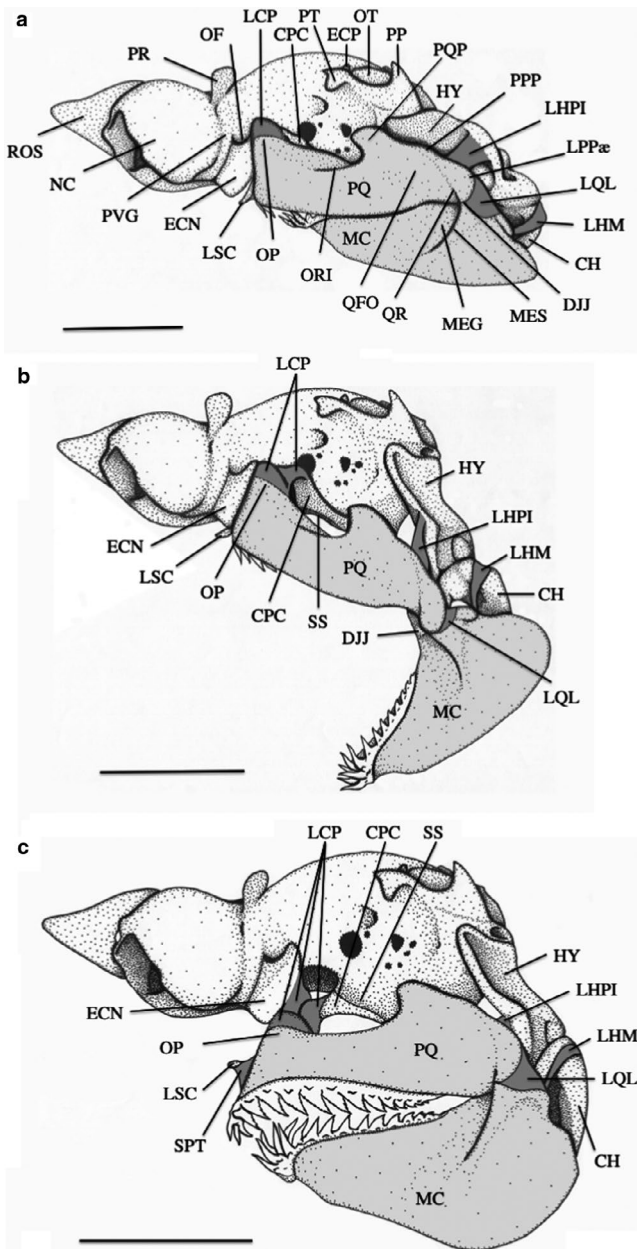 a
LCP PT OT
OF CPC ECP PP
PR PQP
HY
PPP
LHPI
ROS
LPPæ
NC PQ LQL
PVG
ECN LHM
LSC MC
OP CH
ORI
QFO DJJ
QR MES
MEG
b
LCP
HY
LHPI
ECN LHM
LSC PQ CH
OP
CPC SS
DJJ
LQL
MC
c
LCP CPC SS
HY
LHPI
ECN
LHM
OP PQ
LQL
LSC
SPT CH
MC